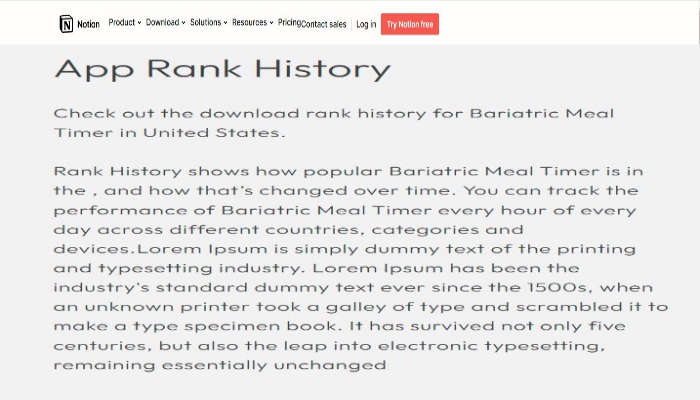 Notion Product Download Solutions Resources Pricing Contact sales Log in Try Notion free
App Rank History
Check out the download rank history for Bariatric Meal
Timer in United States.
Rank History shows how popular Bariatric Meal Timer is in
the , and how that's changed over time. You can track the
performance of Bariatric Meal Timer every hour of every
day across different countries, categories and
devices.Lorem Ipsum is simply dummy text of the printing
and typesetting industry. Lorem Ipsum has been the
industry's standard dummy text ever since the 1500s, when
an unknown printer took a galley of type and scrambled it to
make a type specimen book. It has survived not only five
centuries, but also the leap into electronic typesetting,
remaining essentially unchanged